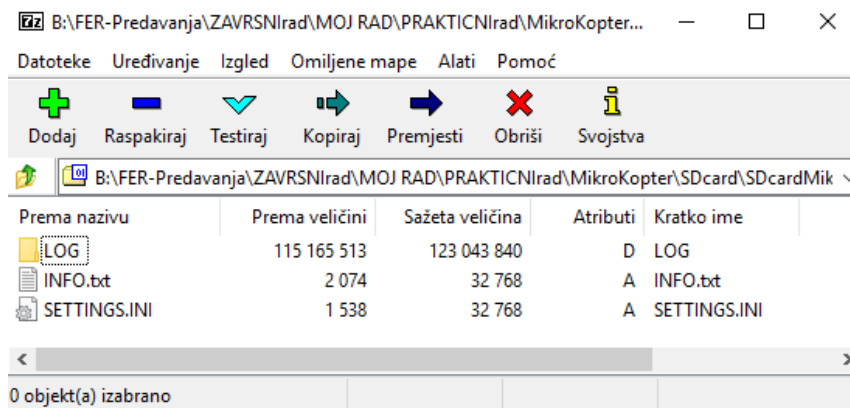 7z B:\FER-Predavanja\ZAVRSNIrad\MOJ RAD\PRAKTICNIrad\MikroKopter...
Datoteke Uređivanje Izgled Omiljene mape Alati Pomoć
Dodaj Raspakiraj Testiraj Kopiraj Premjesti Obriši Svojstva
B:\FER-Predavanja\ZAVRSNIrad\MOJ RAD\PRAKTICNIrad\MikroKopter\SDcard\SDcardMik
Prema nazivu Prema veličini Sažeta veličina Atributi Kratko ime
LOG 115 165 513 123 043 840 D LOG
INFO.txt 2 074 32 768 A INFO.txt
SETTINGS.INI 1 538 32 768 A SETTINGS.INI
0 objekt(a) izabrano